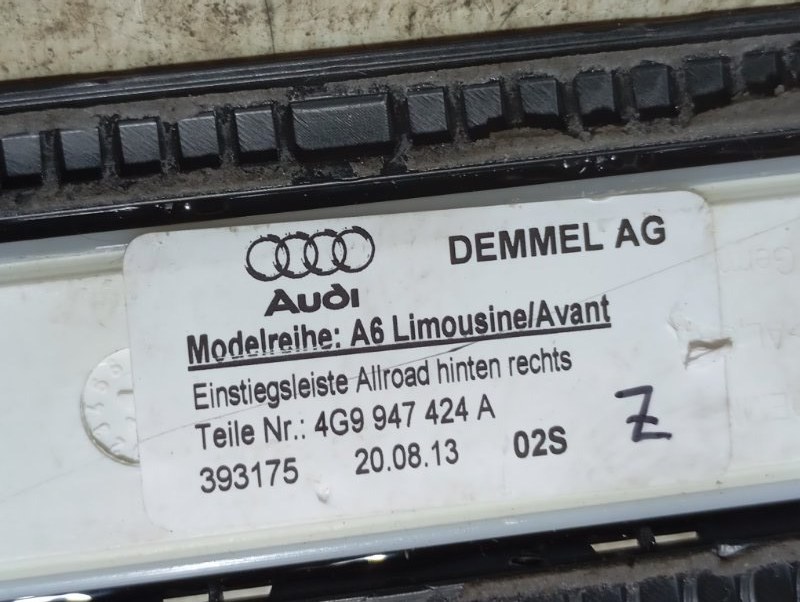 DEMMEL AG
Audi
Modelreihe: A6 Limousine/Avant
Einstiegsleiste Allroad hinten rechts
Teile Nr.: 4G9 947 424 A
393175 20.08.13 02S Z